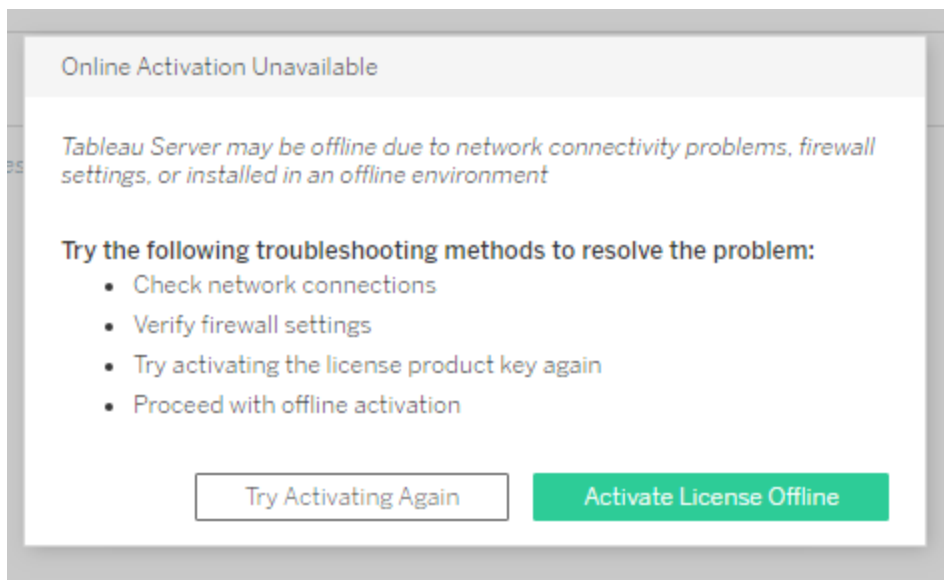 Online Activation Unavailable
Tableau Server may be offline due to network connectivity problems, firewall
es
settings, or installed in an offline environment
Try the following troubleshooting methods to resolve the problem:
• Check network connections
• Verify firewall settings
• Try activating the license product key again
• Proceed with offline activation
Try Activating Again
Activate License Offline